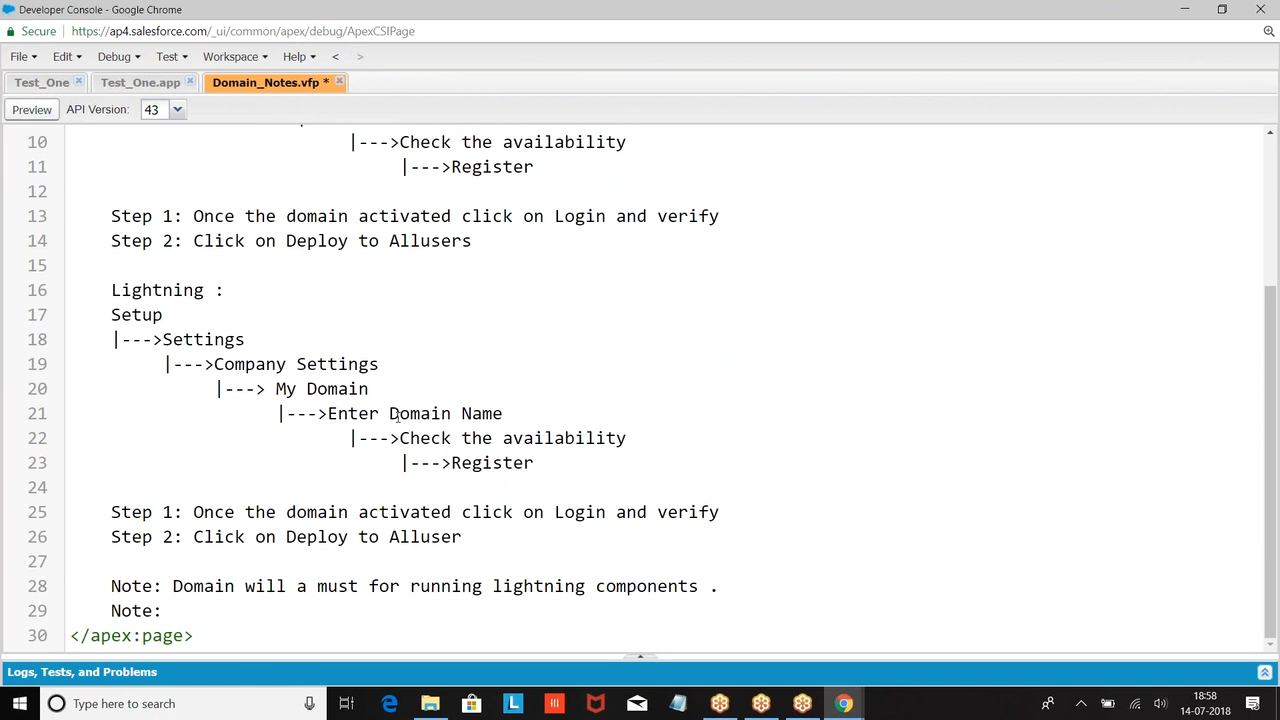 Developer Console - Google Chrome
Secure https://ap4.salesforce.com/_ui/common/apex/debug/ApexCSIPage
File Edit Debug Test Workspace Help < >
Test_One Test_One.app Domain_Notes.vfp *
Preview API Version: 43
10 |--->Check the availability
11 |--->Register
12
13 Step 1: Once the domain activated click on Login and verify
14 Step 2: Click on Deploy to Allusers
15
16 Lightning :
17 Setup
18 |--->Settings
19 |--->Company Settings
20 |---> My Domain
21 |--->Enter Domain Name
22 |--->Check the availability
23 |--->Register
24
25 Step 1: Once the domain activated click on Login and verify
26 Step 2: Click on Deploy to Alluser
27
28 Note: Domain will a must for running lightning components .
29 Note:
30 </apex:page>
Logs, Tests, and Problems
Type here to search
18:58
14-07-2018